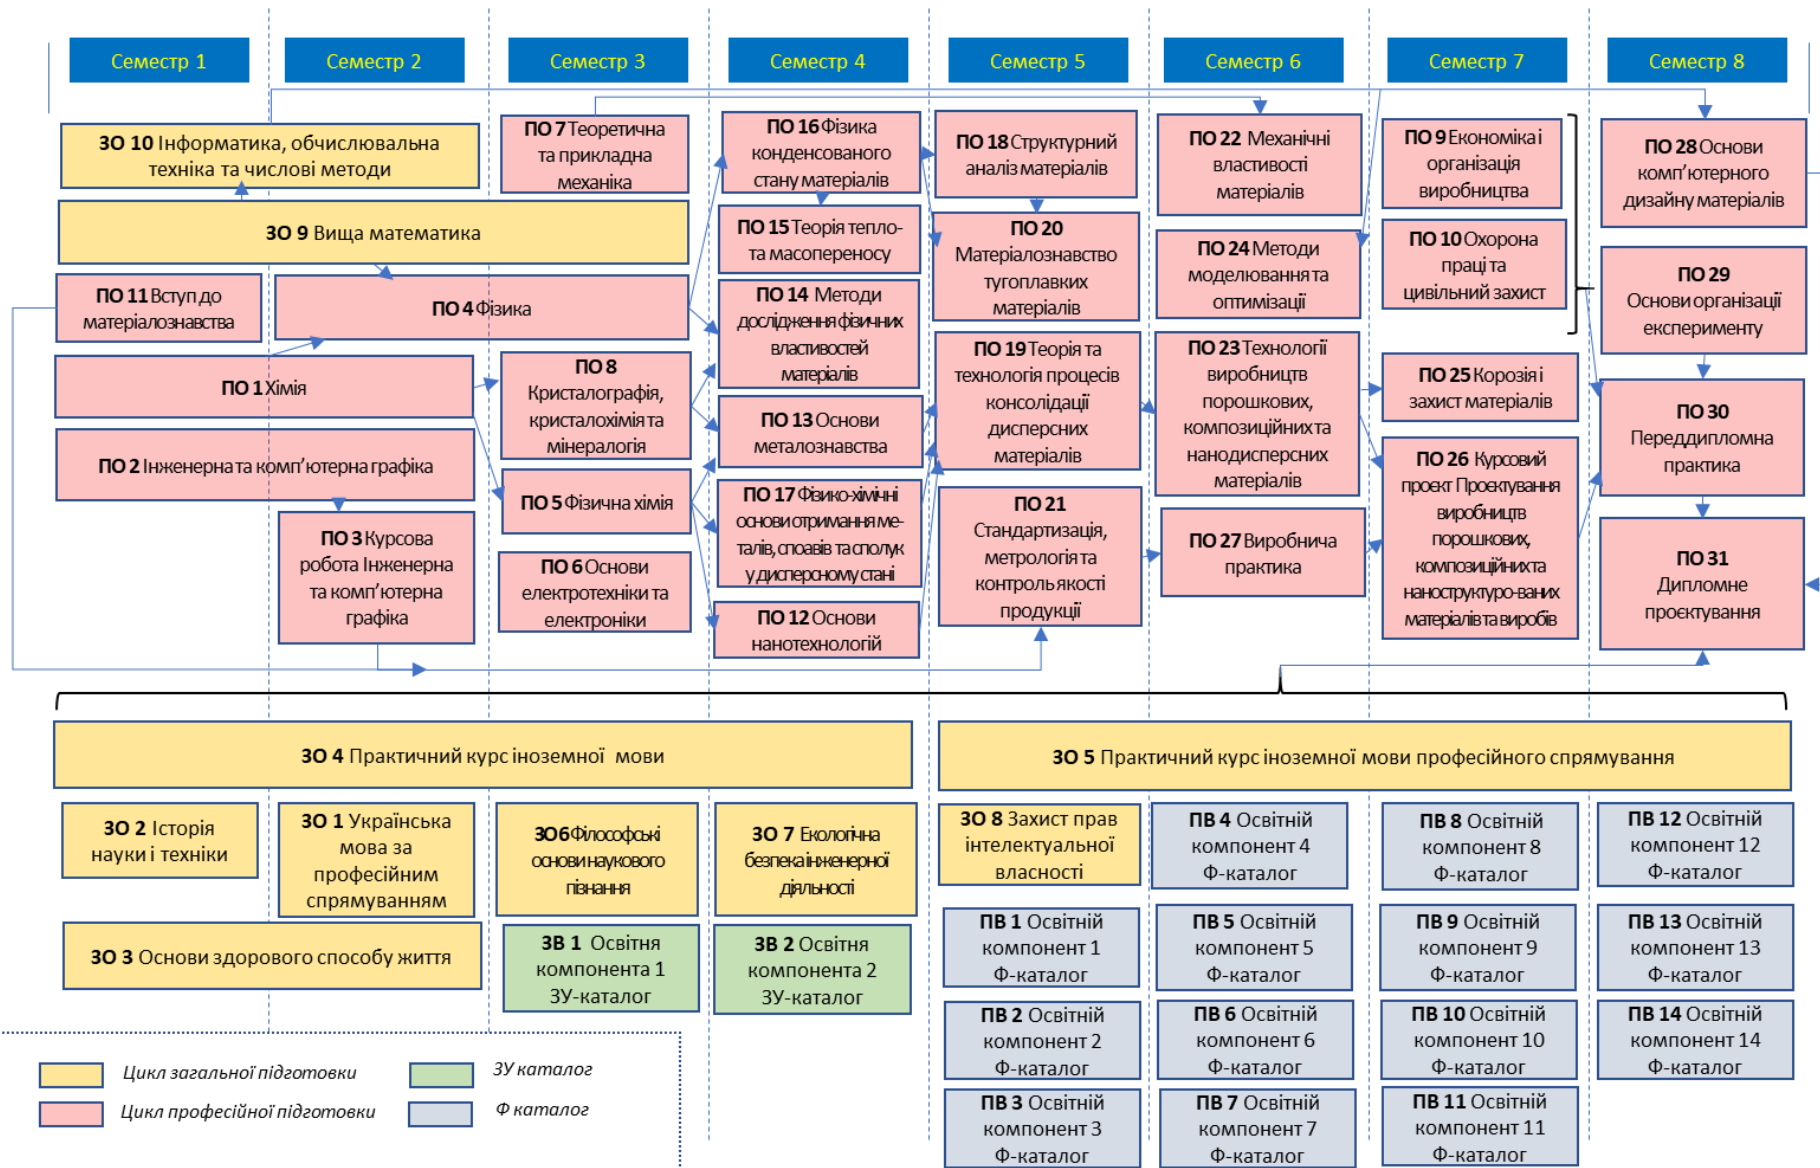 Семестр 1
Семестр 2
Семестр 3
Семестр 4
Семестр 5
Семестр 6
Семестр 7
Семестр 8
ЗО 10 Інформатика, обчислювальна
техніка та числові методи
ЗО 9 Вища математика
ПО 11 Вступ до
матеріалознавства
ПО 4 Фізика
ПО 1 Хімія
ПО 2 Інженерна та комп’ютерна графіка
ПО 3 Курсова
робота Інженерна
та комп’ютерна
графіка
ПО 7 Теоретична
та прикладна
механіка
ПО 8
Кристалографія,
кристалохімія та
мінералогія
ПО 5 Фізична хімія
ПО 6 Основи
електротехніки та
електроніки
ПО 16 Фізика
конденсованого
стану матеріалів
ПО 15 Теорія тепло-
та масопереносу
ПО 14 Методи
дослідження фізичних
властивостей
матеріалів
ПО 13 Основи
металознавства
ПО 17 Фізико-хімічні
основи отримання ме-
талів, споавів та сполук
у дисперсному стані
ПО 12 Основи
нанотехнологій
ПО 18 Структурний
аналіз матеріалів
ПО 20
Матеріалознавство
тугоплавких
матеріалів
ПО 19 Теорія та
технологія процесів
консолідації
дисперсних
матеріалів
ПО 21
Стандартизація,
метрологія та
контроль якості
продукції
ПО 22 Механічні
властивості
матеріалів
ПО 24 Методи
моделювання та
оптимізації
ПО 23 Технології
виробництв
порошкових,
композиційних та
нанодисперсних
матеріалів
ПО 27 Виробнича
практика
ПО 9 Економіка і
організація
виробництва
ПО 10 Охорона
праці та
цивільний захист
ПО 25 Корозія і
захист матеріалів
ПО 26 Курсовий
проєкт Проєктування
виробництв
порошкових,
композиційних та
наноструктуро-ваних
матеріалів та виробів
ПО 28 Основи
комп’ютерного
дизайну матеріалів
ПО 29
Основи організації
експерименту
ПО 30
Переддипломна
практика
ПО 31
Дипломне
проєктування
ЗО 4 Практичний курс іноземної мови
ЗО 5 Практичний курс іноземної мови професійного спрямування
ЗО 2 Історія
науки і техніки
ЗО 1 Українська
мова за
професійним
спрямуванням
ЗО 3 Основи здорового способу життя
ЗО6 Філософські
основи наукового
пізнання
ЗВ 1 Освітня
компонента 1
ЗУ-каталог
ЗО 7 Екологічна
безпека інженерної
діяльності
ЗВ 2 Освітня
компонента 2
ЗУ-каталог
ЗО 8 Захист прав
інтелектуальної
власності
ПВ 1 Освітній
компонент 1
Ф-каталог
ПВ 2 Освітній
компонент 2
Ф-каталог
ПВ 3 Освітній
компонент 3
Ф-каталог
ПВ 4 Освітній
компонент 4
Ф-каталог
ПВ 5 Освітній
компонент 5
Ф-каталог
ПВ 6 Освітній
компонент 6
Ф-каталог
ПВ 7 Освітній
компонент 7
Ф-каталог
ПВ 8 Освітній
компонент 8
Ф-каталог
ПВ 9 Освітній
компонент 9
Ф-каталог
ПВ 10 Освітній
компонент 10
Ф-каталог
ПВ 11 Освітній
компонент 11
Ф-каталог
ПВ 12 Освітній
компонент 12
Ф-каталог
ПВ 13 Освітній
компонент 13
Ф-каталог
ПВ 14 Освітній
компонент 14
Ф-каталог
Цикл загальної підготовки
ЗУ каталог
Цикл професійної підготовки
Ф каталог